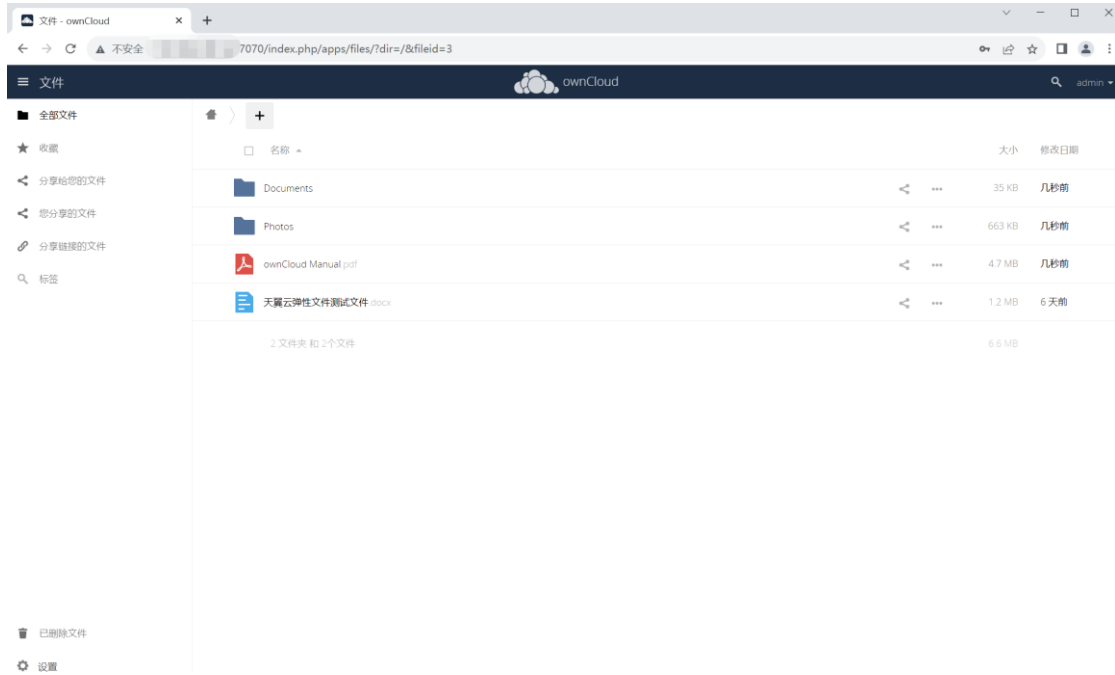 文件 - ownCloud
不安全 7070/index.php/apps/files/?dir=/&fileid=3
文件 ownCloud admin
全部文件
收藏
分享给您的文件
您分享的文件
分享链接的文件
标签
已删除文件
设置
名称 大小 修改日期
Documents 35 KB 几秒前
Photos 663 KB 几秒前
ownCloud Manual.pdf 4.7 MB 几秒前
天翼云弹性文件测试文件.docx 1.2 MB 6 天前
2 文件夹 和 2个文件 6.6 MB